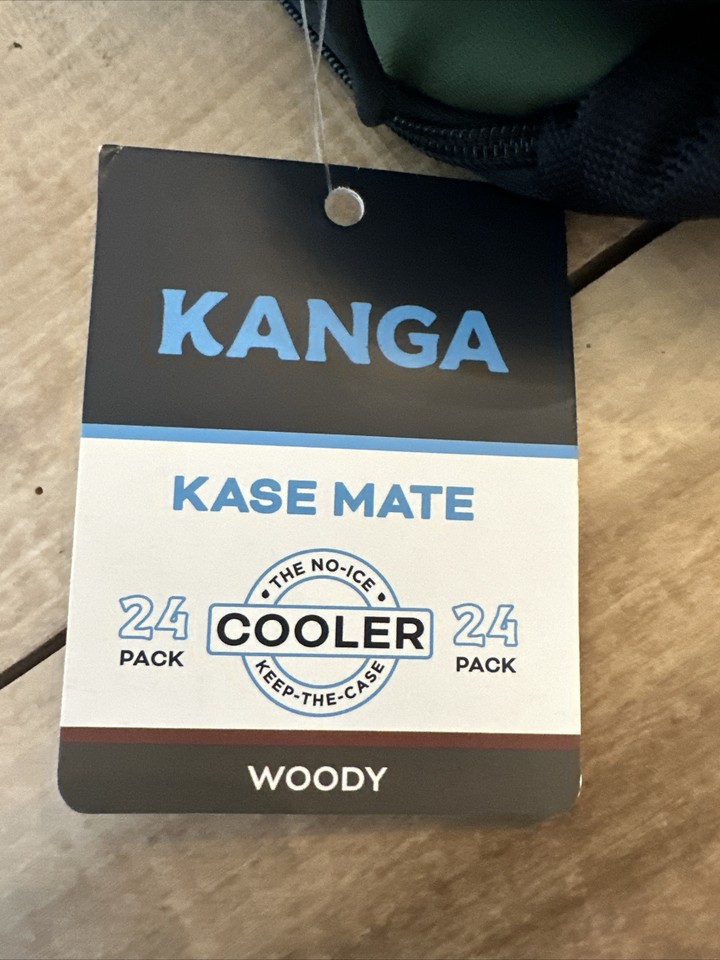 KANGA
KASE MATE
THE NO-ICE
24 COOLER 24
PACK PACK
KEEP-THE-CASE
WOODY